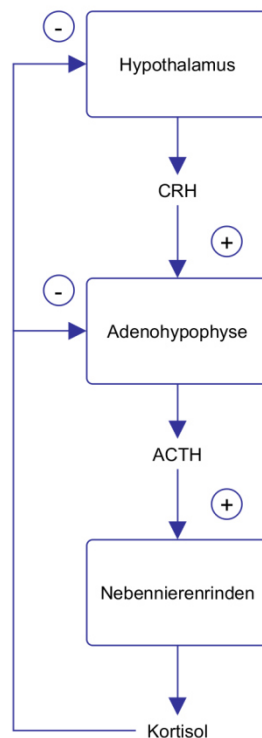 -
Hypothalamus
CRH
+
-
Adenohypophyse
ACTH
+
Nebennierenrinden
Kortisol